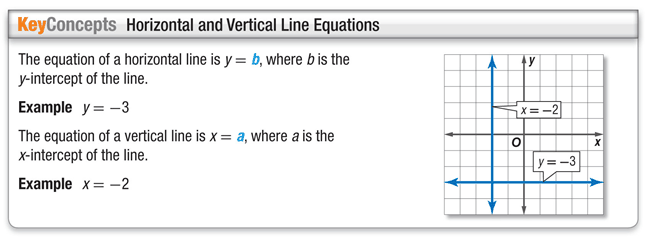 KeyConcepts Horizontal and Vertical Line Equations
The equation of a horizontal line is y = b, where b is the
y-intercept of the line.
Example y = −3
The equation of a vertical line is x = a, where a is the
x-intercept of the line.
Example x = −2
y
x = −2
O
x
y = −3